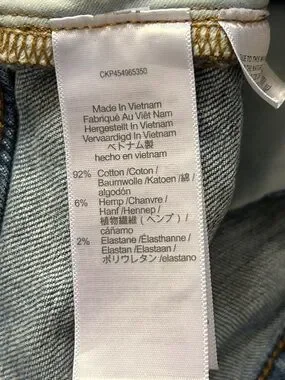 CKP454965350
Made In Vietnam
Fabriqué Au Viêt Nam
Hergestellt In Vietnam
Vervaardigd In Vietnam
ベトナム製
hecho en vietnam
92% Cotton /Coton /
Baumwolle /Katoen /綿 /
algodón
6% Hemp /Chanvre /
Hanf /Hennep /
植物繊維（ヘンプ）/
cáñamo
2% Elastane /Élasthanne /
Elastan /Elastaan /
ポリウレタン /elastano